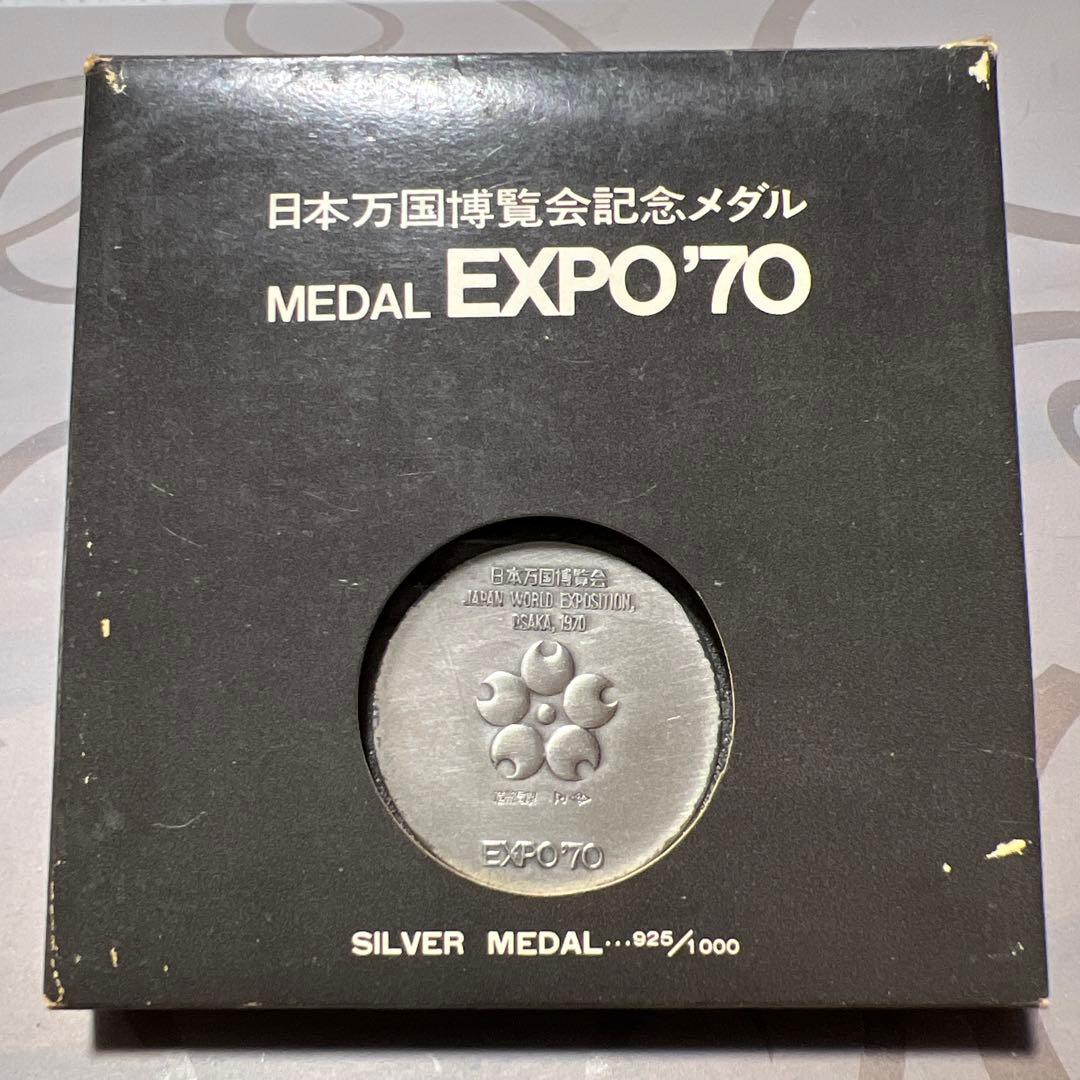 日本万国博覧会記念メダル
MEDAL EXPO'70
日本万国博覧会
JAPAN WORLD EXPOSITION,
OSAKA, 1970
EXPO'70
SILVER MEDAL...925/1000